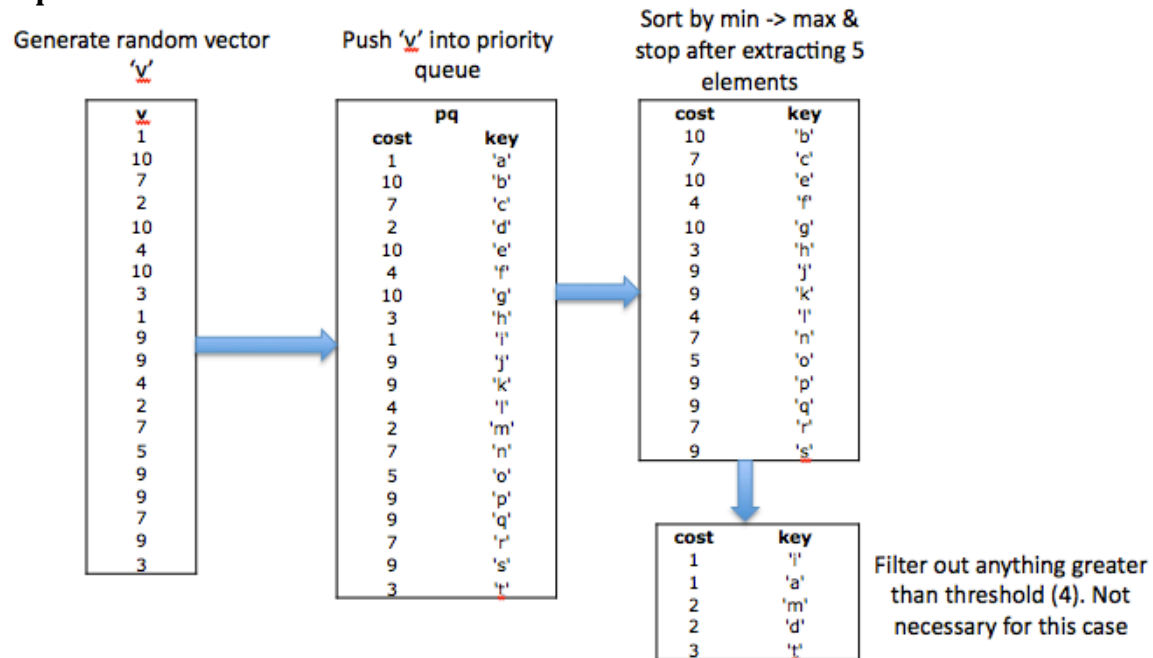 Generate random vector
‘v’
v
1
10
7
2
10
4
10
3
1
9
9
4
2
7
5
9
9
7
9
3
Push ‘v’ into priority
queue
pq
cost key
1 'a'
10 'b'
7 'c'
2 'd'
10 'e'
4 'f'
10 'g'
3 'h'
1 'i'
9 'j'
9 'k'
4 'l'
2 'm'
7 'n'
5 'o'
9 'p'
9 'q'
7 'r'
9 's'
3 't'
Sort by min -> max &
stop after extracting 5
elements
cost key
10 'b'
7 'c'
10 'e'
4 'f'
10 'g'
3 'h'
9 'j'
9 'k'
4 'l'
7 'n'
5 'o'
9 'p'
9 'q'
7 'r'
9 's'
cost key
1 'i'
1 'a'
2 'm'
2 'd'
3 't'
Filter out anything greater
than threshold (4). Not
necessary for this case